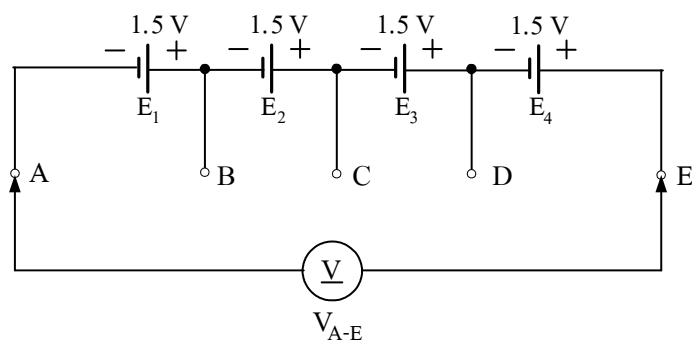 1.5 V 1.5 V 1.5 V 1.5 V
− + − + − + − +
E1 E2 E3 E4
A B C D E
V
VA-E